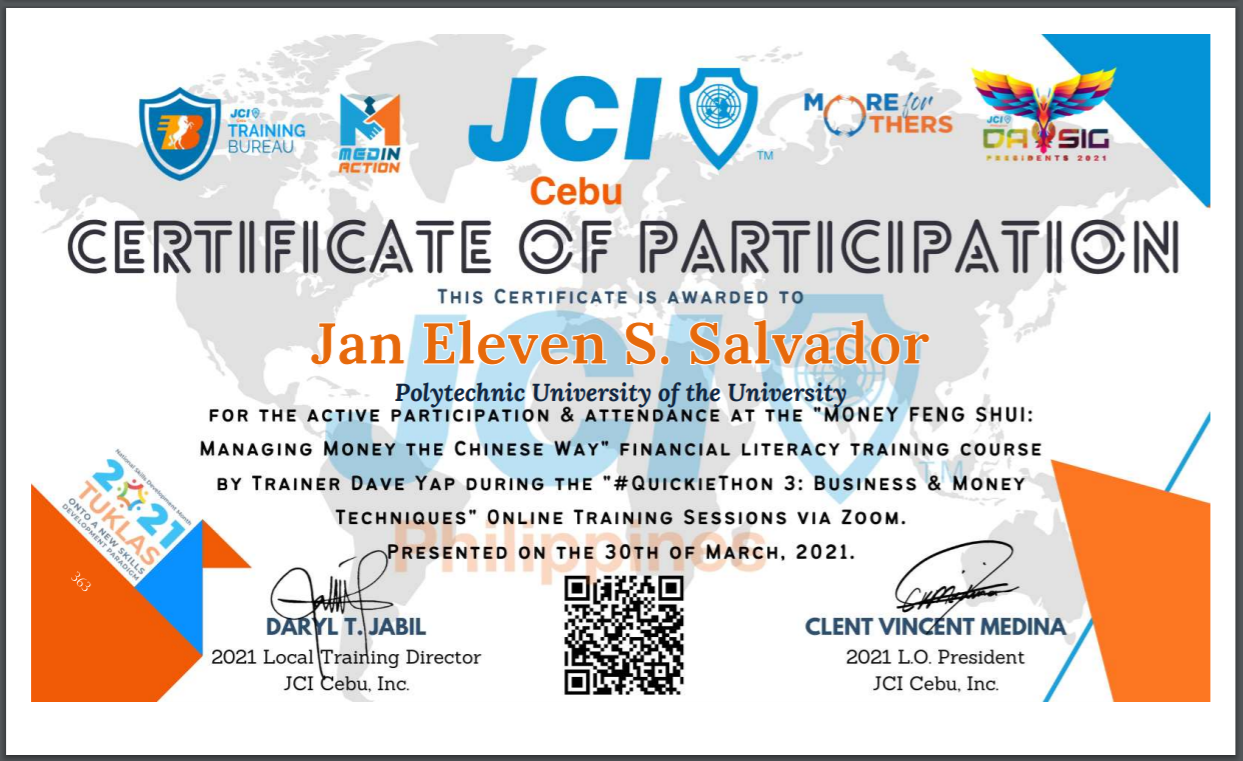 JCI
TRAINING
BUREAU
MEDIN
ACTION
JCI
TM
Cebu
MORE for
OTHERS
JCI
DAGSIG
PRESIDENTS 2021
CERTIFICATE OF PARTICIPATION
THIS CERTIFICATE IS AWARDED TO
Jan Eleven S. Salvador
Polytechnic University of the University
FOR THE ACTIVE PARTICIPATION & ATTENDANCE AT THE "MONEY FENG SHUI:
MANAGING MONEY THE CHINESE WAY" FINANCIAL LITERACY TRAINING COURSE
BY TRAINER DAVE YAP DURING THE "#QUICKIETHON 3: BUSINESS & MONEY
TECHNIQUES" ONLINE TRAINING SESSIONS VIA ZOOM.
PRESENTED ON THE 30TH OF MARCH, 2021.
JCI
TM
Philippines
National Skills Development Month
2021
TUKLAS
ONTO A NEW SKILLS
DEVELOPMENT PARADIGM
363
DARYL T. JABIL
2021 Local Training Director
JCI Cebu, Inc.
CLENT VINCENT MEDINA
2021 L.O. President
JCI Cebu, Inc.